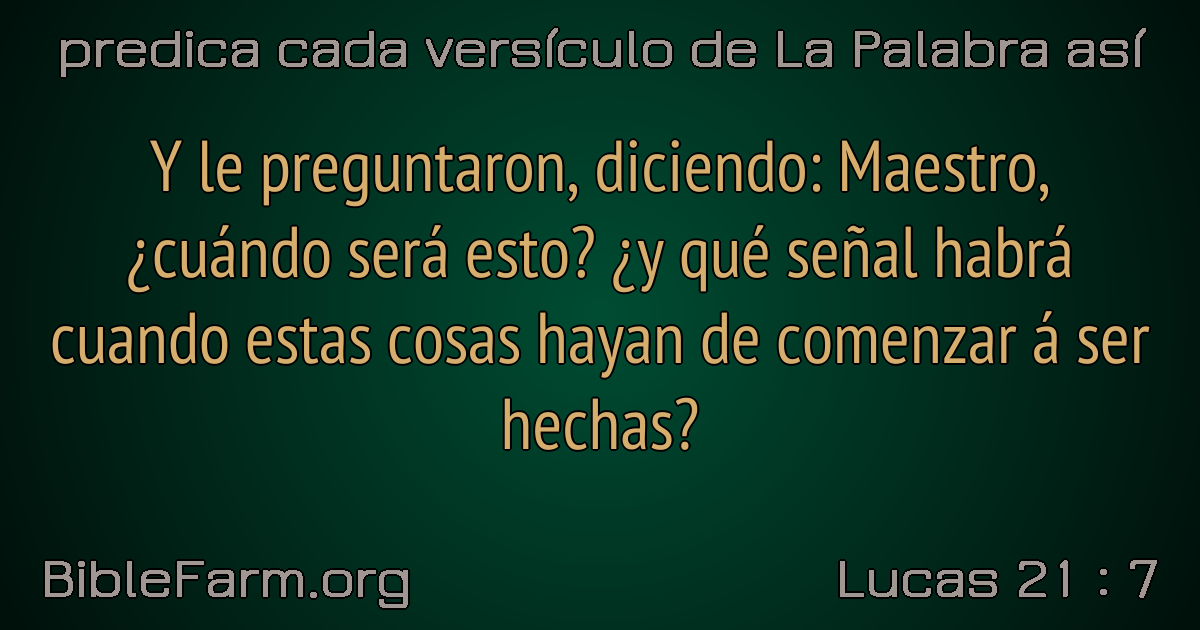 predica cada versículo de La Palabra así
Y le preguntaron, diciendo: Maestro,
¿cuándo será esto? ¿y qué señal habrá
cuando estas cosas hayan de comenzar á ser
hechas?
BibleFarm.org
Lucas 21 : 7